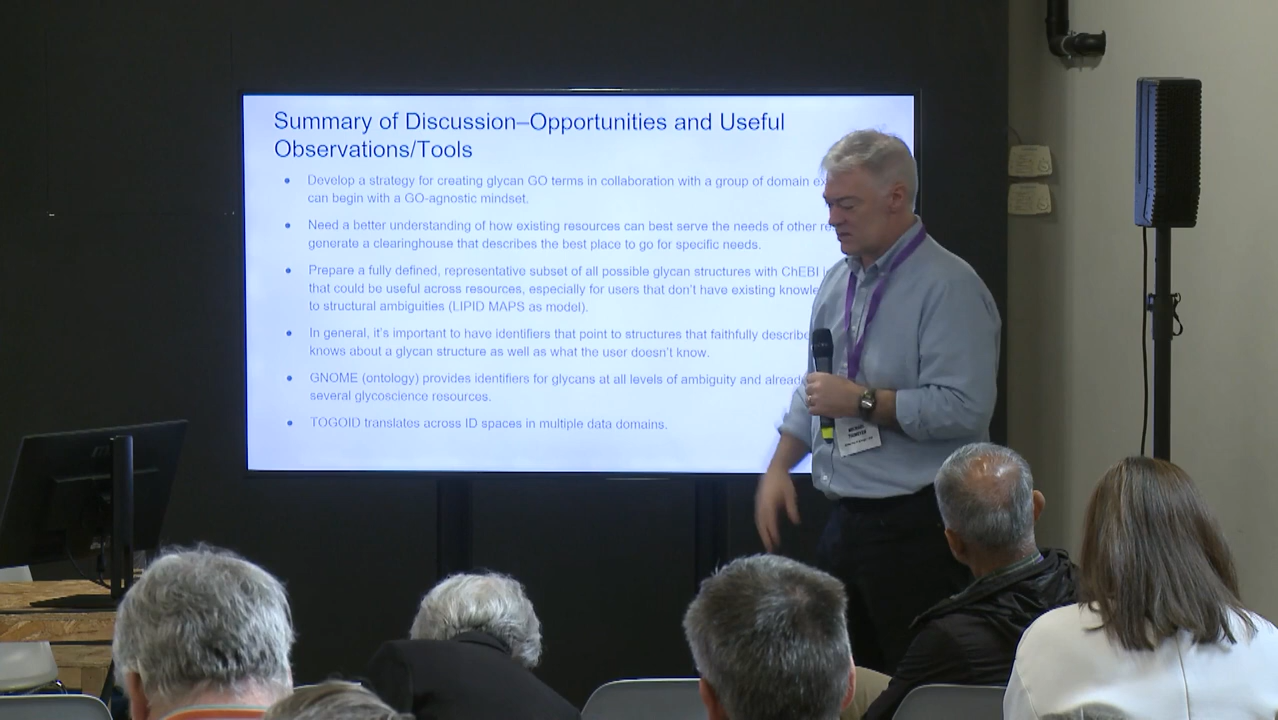 Summary of Discussion–Opportunities and Useful
Observations/Tools
• Develop a strategy for creating glycan GO terms in collaboration with a group of domain
can begin with a GO-agnostic mindset.
• Need a better understanding of how existing resources can best serve the needs of other
generate a clearinghouse that describes the best place to go for specific needs.
• Prepare a fully defined, representative subset of all possible glycan structures with ChEBI
that could be useful across resources, especially for users that don't have existing
to structural ambiguities (LIPID MAPS as model).
• In general, it's important to have identifiers that point to structures that faithfully describe
knows about a glycan structure as well as what the user doesn't know.
• GNOME (ontology) provides identifiers for glycans at all levels of ambiguity and
several glycoscience resources.
• TOGOID translates across ID spaces in multiple data domains.
MICHAEL